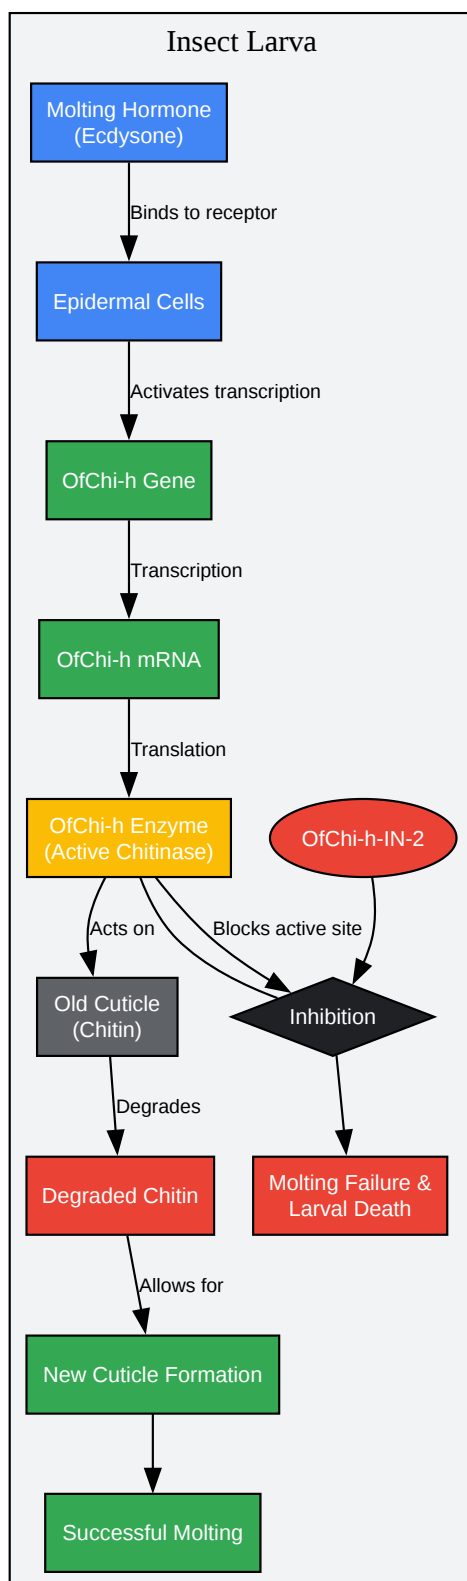 Insect Larva
Molting Hormone
(Ecdysone)
Binds to receptor
Epidermal Cells
Activates transcription
OfChi-h Gene
Transcription
OfChi-h mRNA
Translation
OfChi-h Enzyme
(Active Chitinase)
OfChi-h-IN-2
Acts on
Blocks active site
Old Cuticle
(Chitin)
Inhibition
Degrades
Degraded Chitin
Molting Failure &
Larval Death
Allows for
New Cuticle Formation
Successful Molting